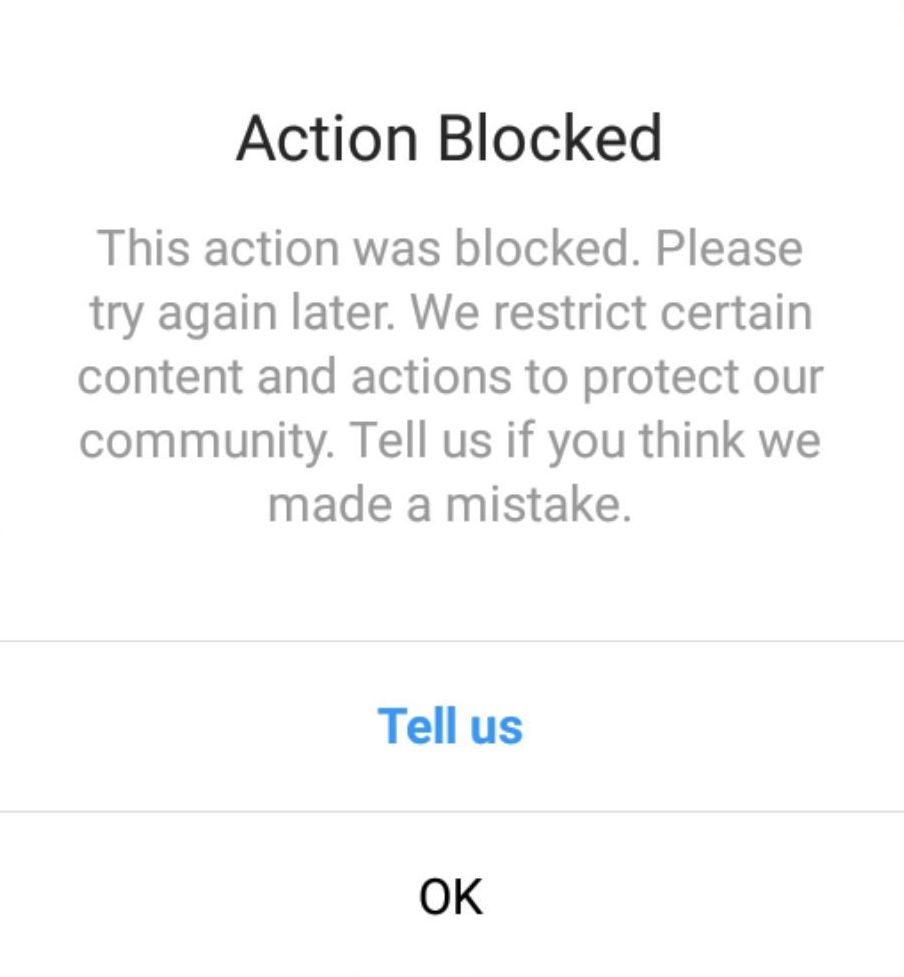 Action Blocked
This action was blocked. Please
try again later. We restrict certain
content and actions to protect our
community. Tell us if you think we
made a mistake.
Tell us
OK